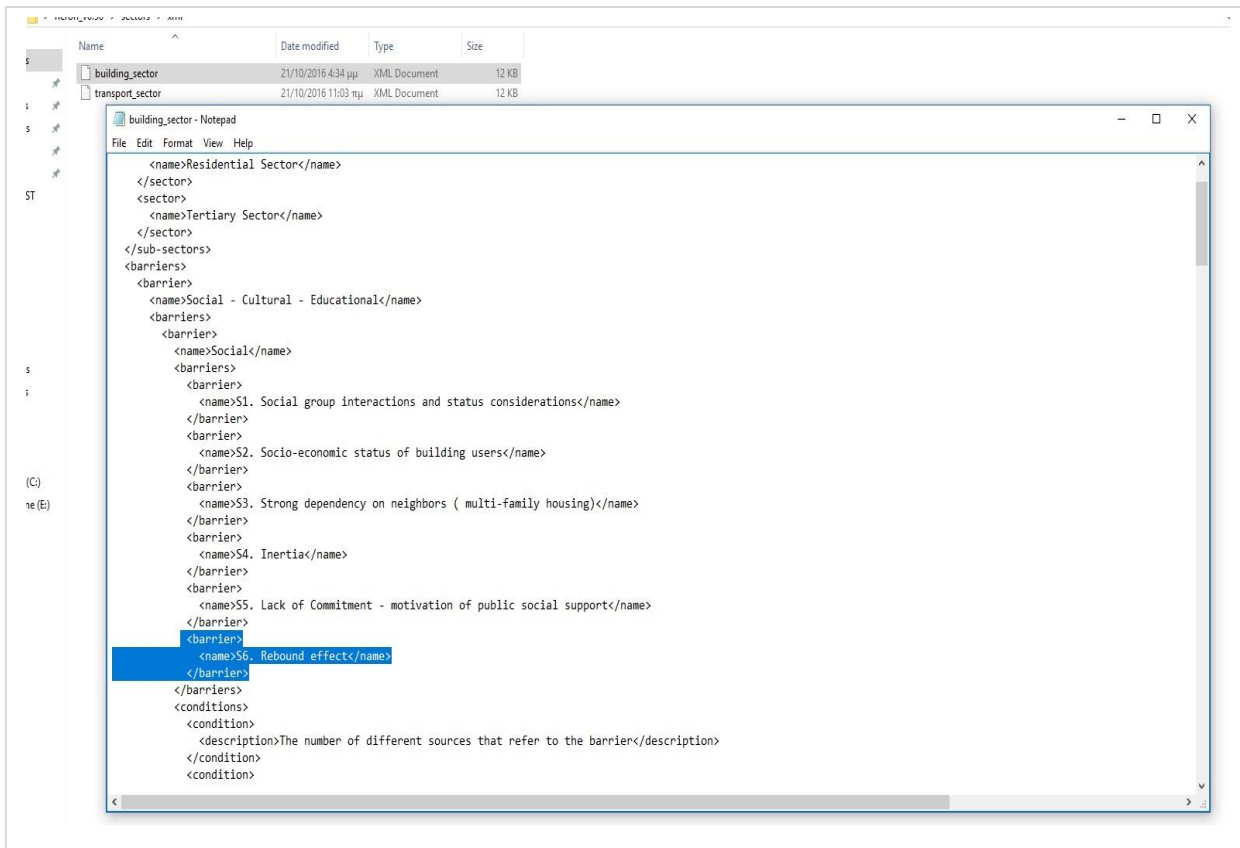 > sectors > xml
Name Date modified Type Size
building_sector 21/10/2016 4:34 μμ XML Document 12 KB
transport_sector 21/10/2016 11:03 πμ XML Document 12 KB
building_sector - Notepad
File Edit Format View Help
<name>Residential Sector</name>
</sector>
<sector>
<name>Tertiary Sector</name>
</sector>
</sub-sectors>
<barriers>
<barrier>
<name>Social - Cultural - Educational</name>
<barriers>
<barrier>
<name>Social</name>
<barriers>
<barrier>
<name>S1. Social group interactions and status considerations</name>
</barrier>
<barrier>
<name>S2. Socio-economic status of building users</name>
</barrier>
<barrier>
<name>S3. Strong dependency on neighbors ( multi-family housing)</name>
</barrier>
<barrier>
<name>S4. Inertia</name>
</barrier>
<barrier>
<name>S5. Lack of Commitment - motivation of public social support</name>
</barrier>
<barrier>
<name>S6. Rebound effect</name>
</barrier>
</barriers>
<conditions>
<condition>
<description>The number of different sources that refer to the barrier</description>
</condition>
<condition>
s
s
s
ST
s
s
(C:)
ne (E:)